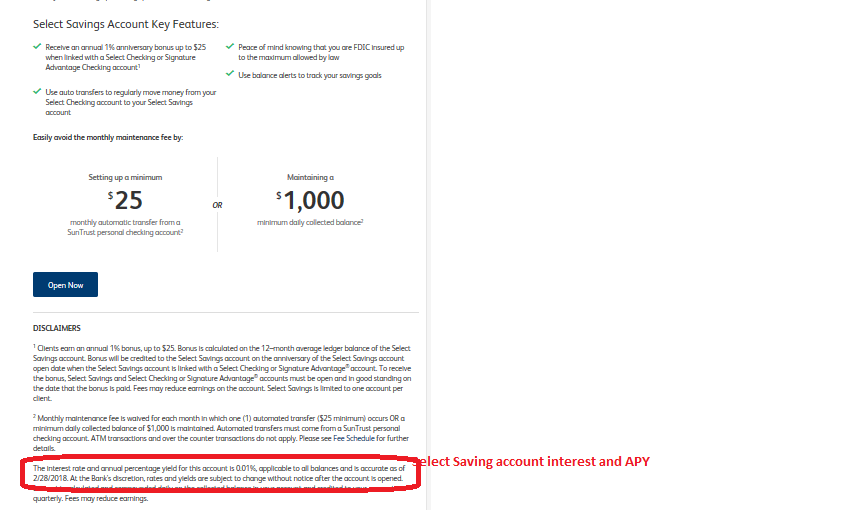 Select Savings Account Key Features:
Receive an annual 1% anniversary bonus up to $25
when linked with a Select Checking or Signature
Advantage Checking account¹
Use auto transfers to regularly move money from your
Select Checking account to your Select Savings
account
Peace of mind knowing that you are FDIC insured up
to the maximum allowed by law
Use balance alerts to track your savings goals
Easily avoid the monthly maintenance fee by:
Setting up a minimum
$25
monthly automatic transfer from a
SunTrust personal checking account²
OR
Maintaining a
$1,000
minimum daily collected balance²
Open Now
DISCLAIMERS
¹ Clients earn an annual 1% bonus, up to $25. Bonus is calculated on the 12-month average ledger balance of the Select
Savings account. Bonus will be credited to the Select Savings account on the anniversary of the Select Savings account
open date when the Select Savings account is linked with a Select Checking or Signature Advantage® account. To receive
the bonus, Select Savings and Select Checking or Signature Advantage® accounts must be open and in good standing on
the date that the bonus is paid. Fees may reduce earnings on the account. Select Savings is limited to one account per
client.
² Monthly maintenance fee is waived for each month in which one (1) automated transfer ($25 minimum) occurs OR a
minimum daily collected balance of $1,000 is maintained. Automated transfers must come from a SunTrust personal
checking account. ATM transactions and over the counter transactions do not apply. Please see Fee Schedule for further
details.
The interest rate and annual percentage yield for this account is 0.01%, applicable to all balances and is accurate as of
2/28/2018. At the Bank's discretion, rates and yields are subject to change without notice after the account is opened.
quarterly. Fees may reduce earnings.
Select Saving account interest and APY